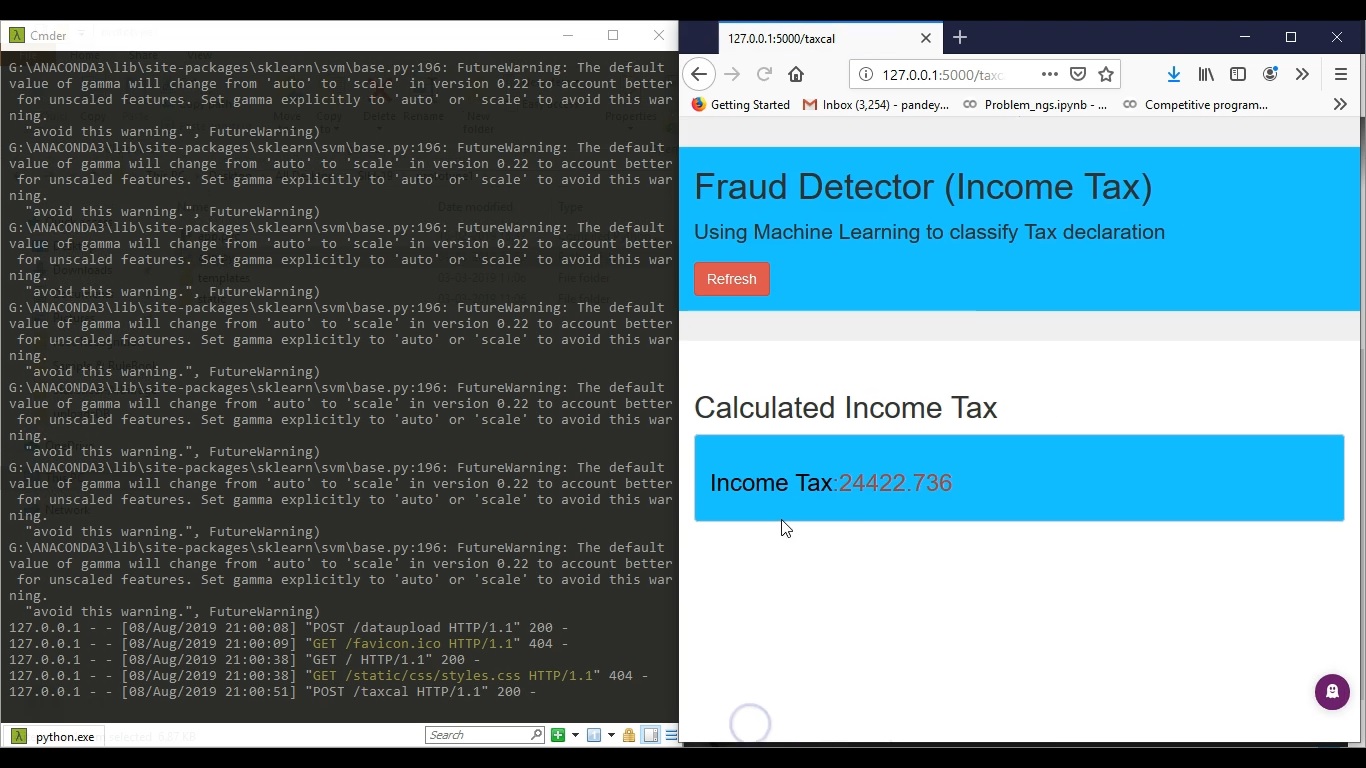 Cmder
G:\ANACONDA3\lib\site-packages\sklearn\svm\base.py:196: FutureWarning: The default
value of gamma will change from 'auto' to 'scale' in version 0.22 to account better
 for unscaled features. Set gamma explicitly to 'auto' or 'scale' to avoid this war
ning.
  "avoid this warning.", FutureWarning)
G:\ANACONDA3\lib\site-packages\sklearn\svm\base.py:196: FutureWarning: The default
value of gamma will change from 'auto' to 'scale' in version 0.22 to account better
 for unscaled features. Set gamma explicitly to 'auto' or 'scale' to avoid this war
ning.
  "avoid this warning.", FutureWarning)
G:\ANACONDA3\lib\site-packages\sklearn\svm\base.py:196: FutureWarning: The default
value of gamma will change from 'auto' to 'scale' in version 0.22 to account better
 for unscaled features. Set gamma explicitly to 'auto' or 'scale' to avoid this war
ning.
  "avoid this warning.", FutureWarning)
G:\ANACONDA3\lib\site-packages\sklearn\svm\base.py:196: FutureWarning: The default
value of gamma will change from 'auto' to 'scale' in version 0.22 to account better
 for unscaled features. Set gamma explicitly to 'auto' or 'scale' to avoid this war
ning.
  "avoid this warning.", FutureWarning)
G:\ANACONDA3\lib\site-packages\sklearn\svm\base.py:196: FutureWarning: The default
value of gamma will change from 'auto' to 'scale' in version 0.22 to account better
 for unscaled features. Set gamma explicitly to 'auto' or 'scale' to avoid this war
ning.
  "avoid this warning.", FutureWarning)
G:\ANACONDA3\lib\site-packages\sklearn\svm\base.py:196: FutureWarning: The default
value of gamma will change from 'auto' to 'scale' in version 0.22 to account better
 for unscaled features. Set gamma explicitly to 'auto' or 'scale' to avoid this war
ning.
  "avoid this warning.", FutureWarning)
G:\ANACONDA3\lib\site-packages\sklearn\svm\base.py:196: FutureWarning: The default
value of gamma will change from 'auto' to 'scale' in version 0.22 to account better
 for unscaled features. Set gamma explicitly to 'auto' or 'scale' to avoid this war
ning.
  "avoid this warning.", FutureWarning)
127.0.0.1 - - [08/Aug/2019 21:00:08] "POST /dataupload HTTP/1.1" 200 -
127.0.0.1 - - [08/Aug/2019 21:00:09] "GET /favicon.ico HTTP/1.1" 404 -
127.0.0.1 - - [08/Aug/2019 21:00:38] "GET / HTTP/1.1" 200 -
127.0.0.1 - - [08/Aug/2019 21:00:38] "GET /static/css/styles.css HTTP/1.1" 404 -
127.0.0.1 - - [08/Aug/2019 21:00:51] "POST /taxcal HTTP/1.1" 200 -
python.exe
Search
127.0.0.1:5000/taxcal
127.0.0.1:5000/taxc
Getting Started
Inbox (3,254) - pandey...
Problem_ngs.ipynb - ...
Competitive program...
Fraud Detector (Income Tax)
Using Machine Learning to classify Tax declaration
Refresh
Calculated Income Tax
Income Tax:24422.736